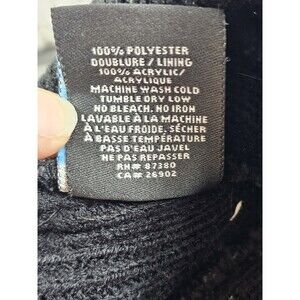 100% POLYESTER
DOUBLURE / LINING
100% ACRYLIC/
ACRYLIQUE
MACHINE WASH COLD
TUMBLE DRY LOW
NO BLEACH. NO IRON
LAVABLE À LA MACHINE
À L'EAU FROIDE. SÉCHER
À BASSE TEMPÉRATURE
PAS D'EAU JAVEL
NE PAS REPASSER
RN# 87380
CA# 26902